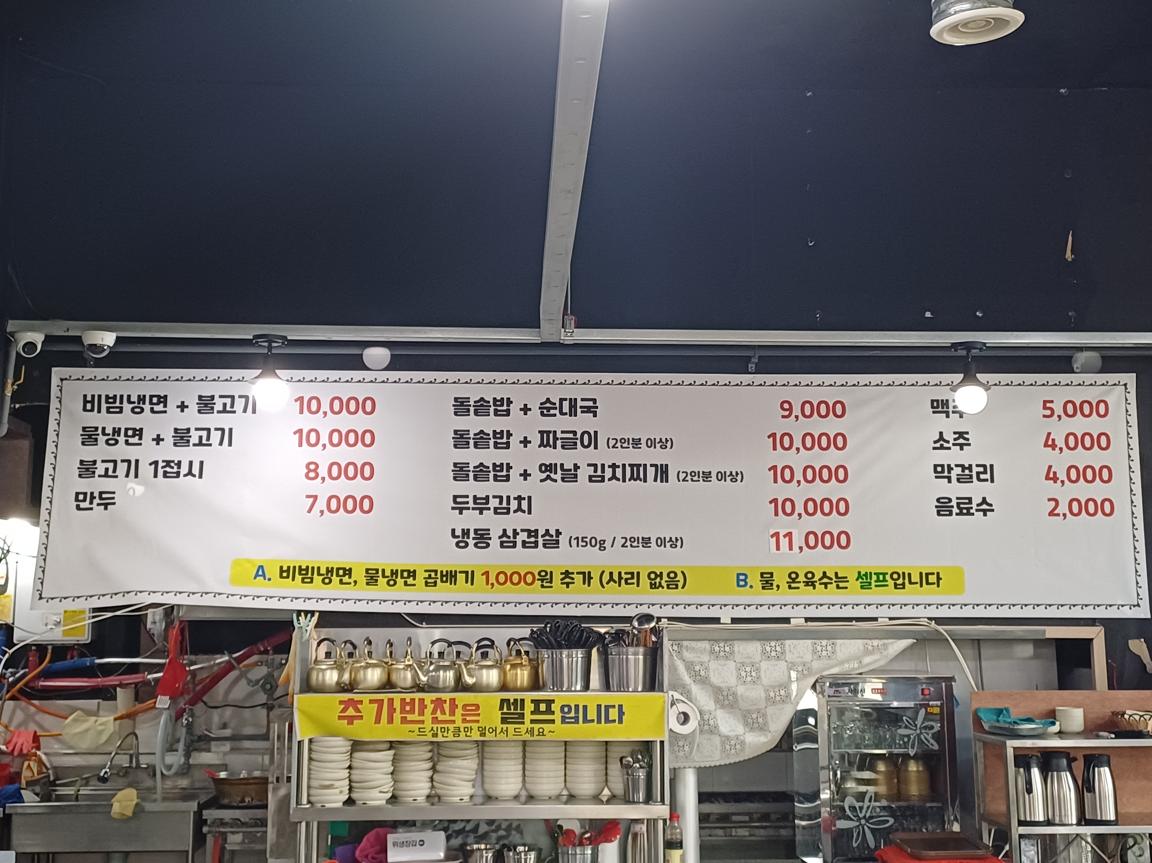 비빔냉면 + 불고기 10,000
물냉면 + 불고기 10,000
불고기 1접시 8,000
만두 7,000
돌솥밥 + 순대국 9,000
돌솥밥 + 짜글이 (2인분 이상) 10,000
돌솥밥 + 옛날 김치찌개 (2인분 이상) 10,000
두부김치 10,000
냉동 삼겹살 (150g / 2인분 이상) 11,000
맥주 5,000
소주 4,000
막걸리 4,000
음료수 2,000
A. 비빔냉면, 물냉면 곱배기 1,000원 추가 (사리 없음) B. 물, 온육수는 셀프입니다
추가반찬은 셀프입니다
~드실만큼만 덜어서 드세요~
위생장갑